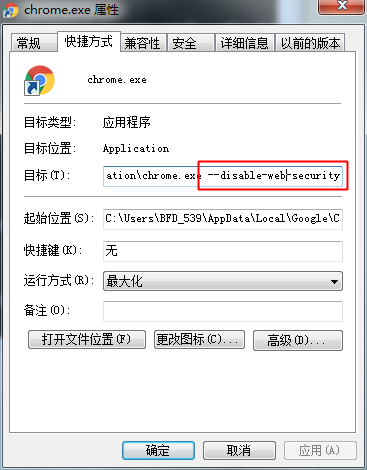 chrome.exe 属性
常规 快捷方式 兼容性 安全 详细信息 以前的版本
chrome.exe
目标类型: 应用程序
目标位置: Application
目标(T): ation\chrome.exe --disable-web-security
起始位置(S): C:\Users\BFD_539\AppData\Local\Google\C
快捷键(K): 无
运行方式(R): 最大化
备注(O):
打开文件位置(F) 更改图标(C)... 高级(D)...
确定 取消 应用(A)